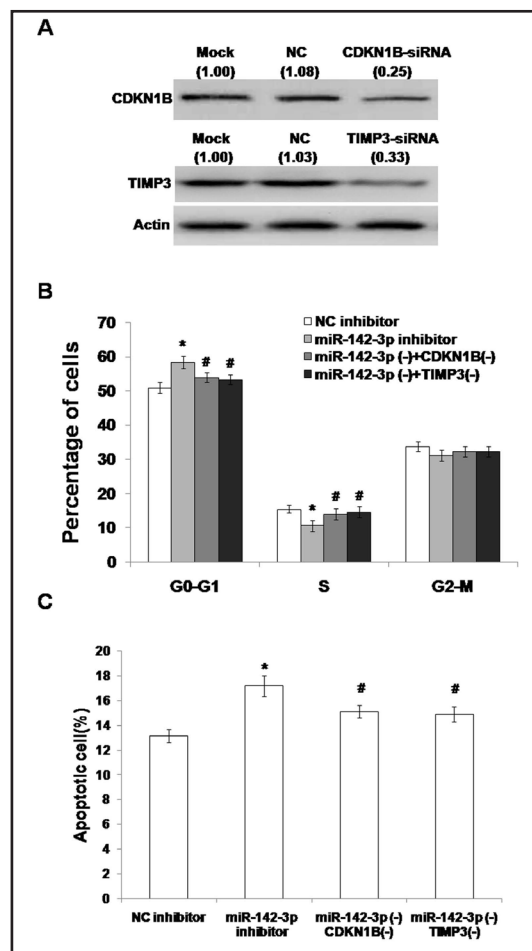 A
Mock NC CDKN1B-siRNA
(1.00) (1.08) (0.25)
CDKN1B
Mock NC TIMP3-siRNA
(1.00) (1.03) (0.33)
TIMP3
Actin
B
NC inhibitor
miR-142-3p inhibitor
miR-142-3p (-)+CDKN1B(-)
miR-142-3p (-)+TIMP3(-)
Percentage of cells
70
60
50
40
30
20
10
0
* # #
* # #
G0-G1 S G2-M
C
Apoptotic cell(%)
18
16
14
12
10
8
6
4
2
0
* # #
NC inhibitor miR-142-3p miR-142-3p (-) miR-142-3p (-)
inhibitor CDKN1B(-) TIMP3(-)